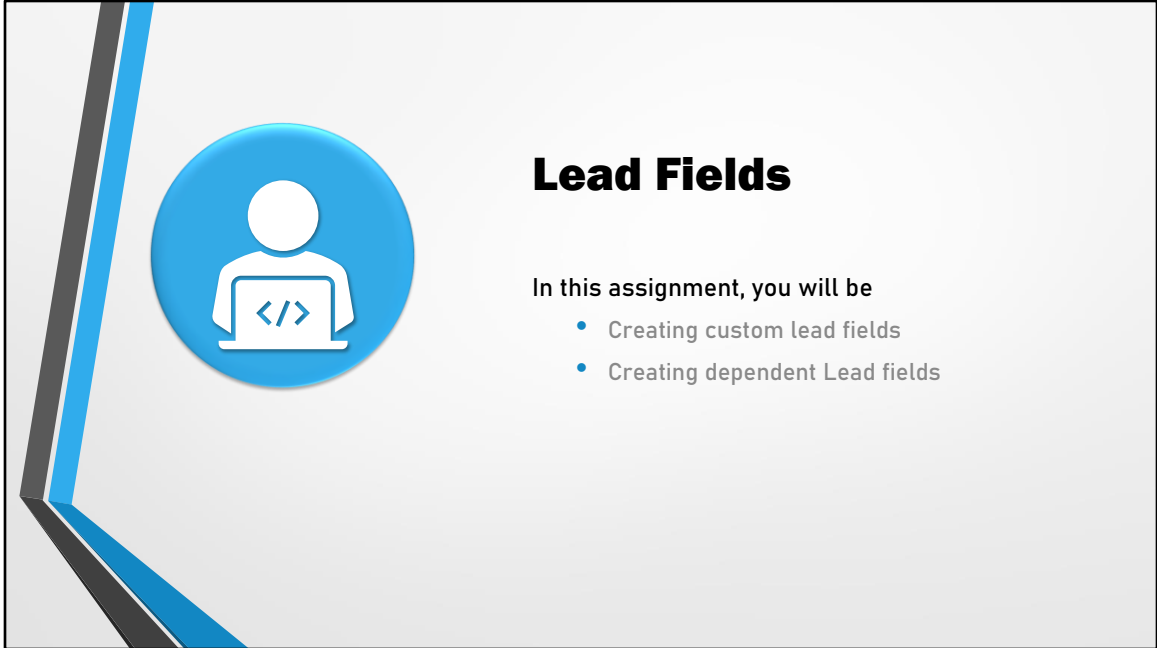 Lead Fields
In this assignment, you will be
• Creating custom lead fields
• Creating dependent Lead fields
</>